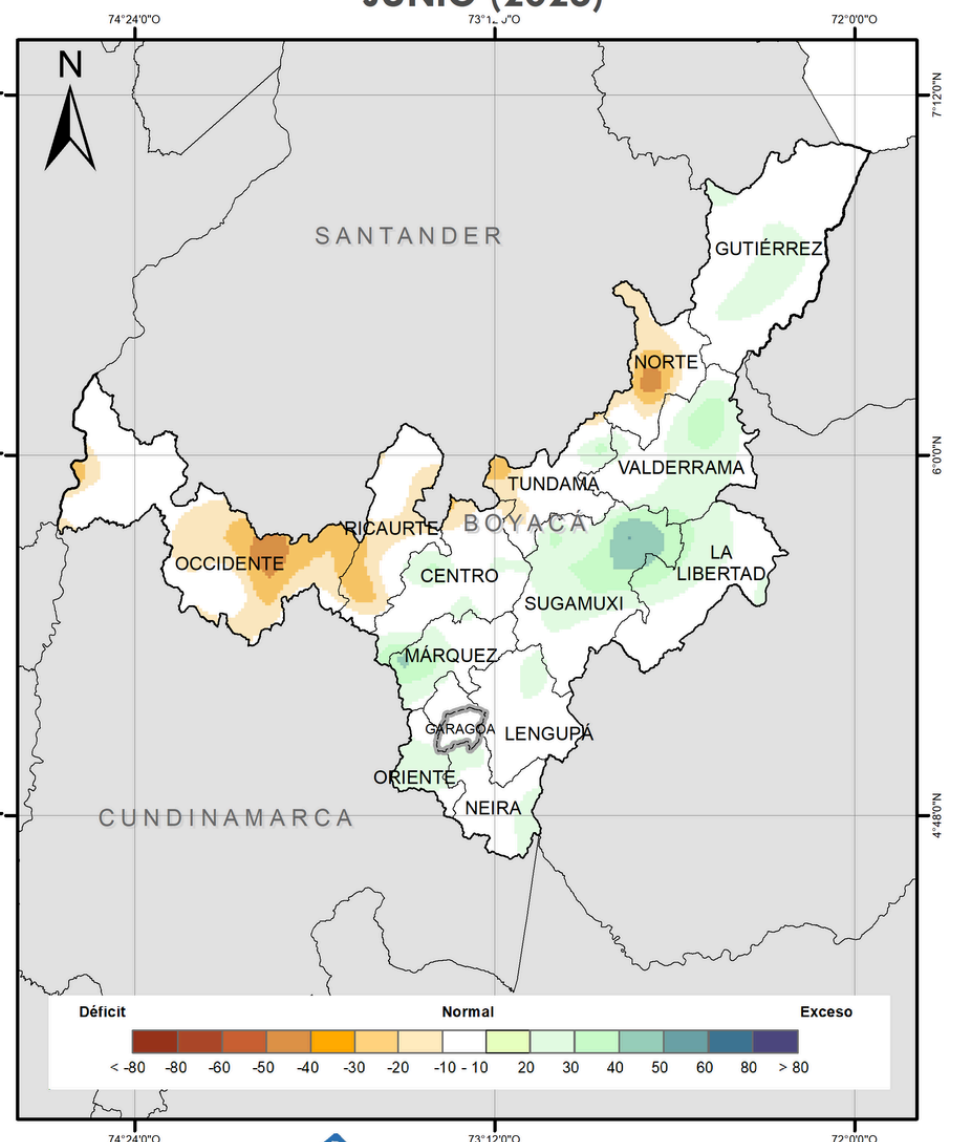 74°24'0"O 72°0'0"O
N
7°12'N
SANTANDER
GUTIÉRREZ
NORTE
6°0'0"N
VALDERRAMA
TUNDAMA
BOYACÁ
RICAURTE
OCCIDENTE
LA
LIBERTAD
CENTRO
SUGAMUXI
MÁRQUEZ
GARAGOA
LENGUPÁ
ORIENTE
NEIRA
CUNDINAMARCA
4°48'0"N
Déficit Normal Exceso
< -80 -80 -60 -50 -40 -30 -20 -10 - 10 20 30 40 50 60 80 > 80
74°24'0"O 73°12'0"O 72°0'0"O